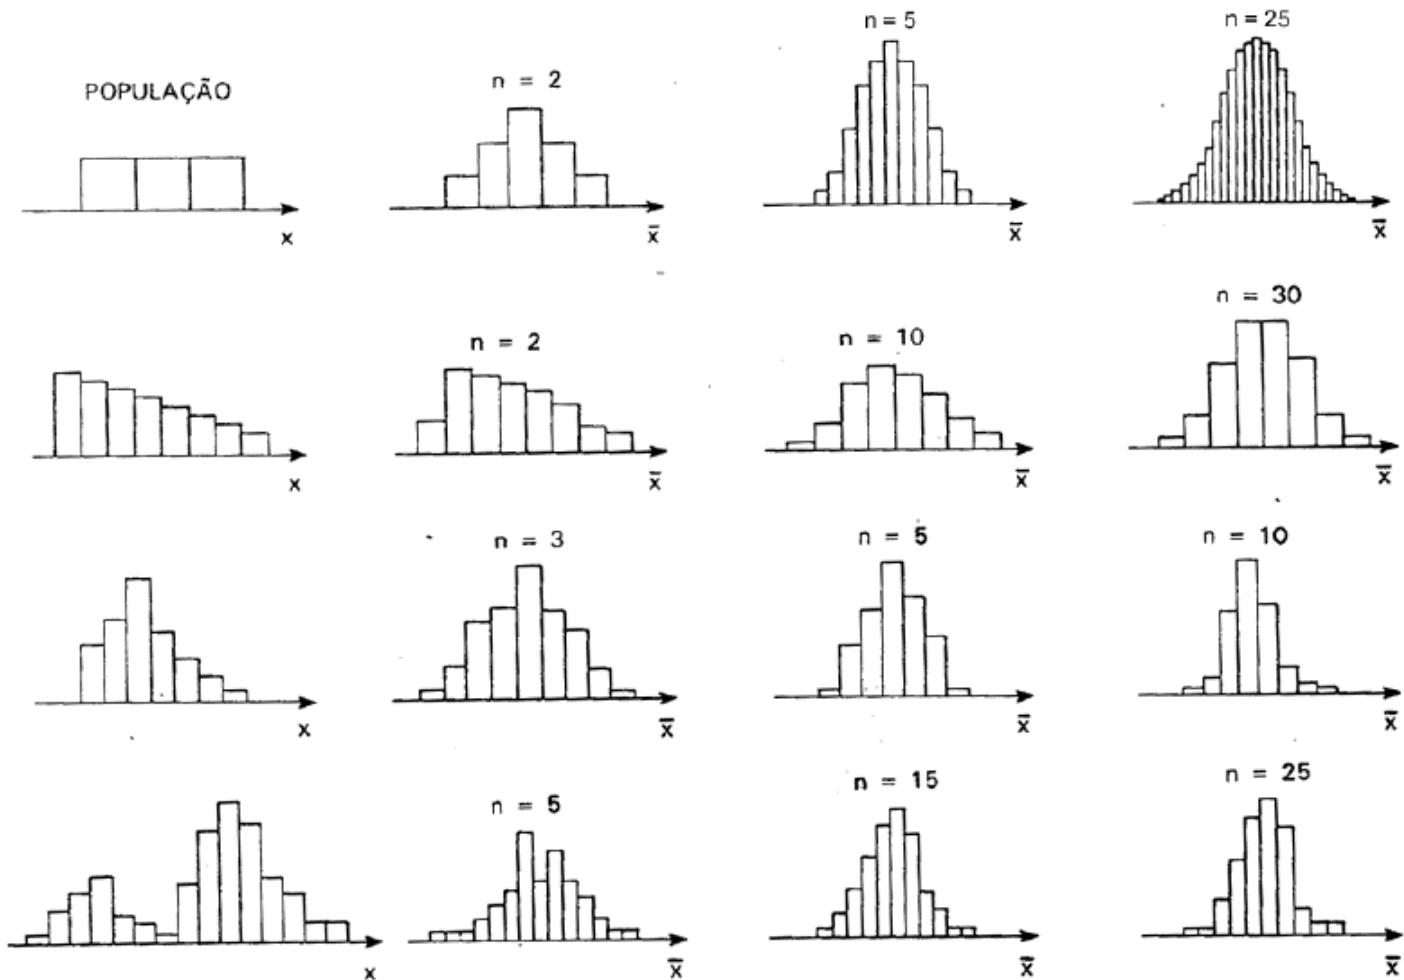 POPULAÇÃO
x
n = 2
x̄
n = 5
x̄
n = 25
x̄
x
n = 2
x̄
n = 10
x̄
n = 30
x̄
x
n = 3
x̄
n = 5
x̄
n = 10
x̄
x
n = 5
x̄
n = 15
x̄
n = 25
x̄